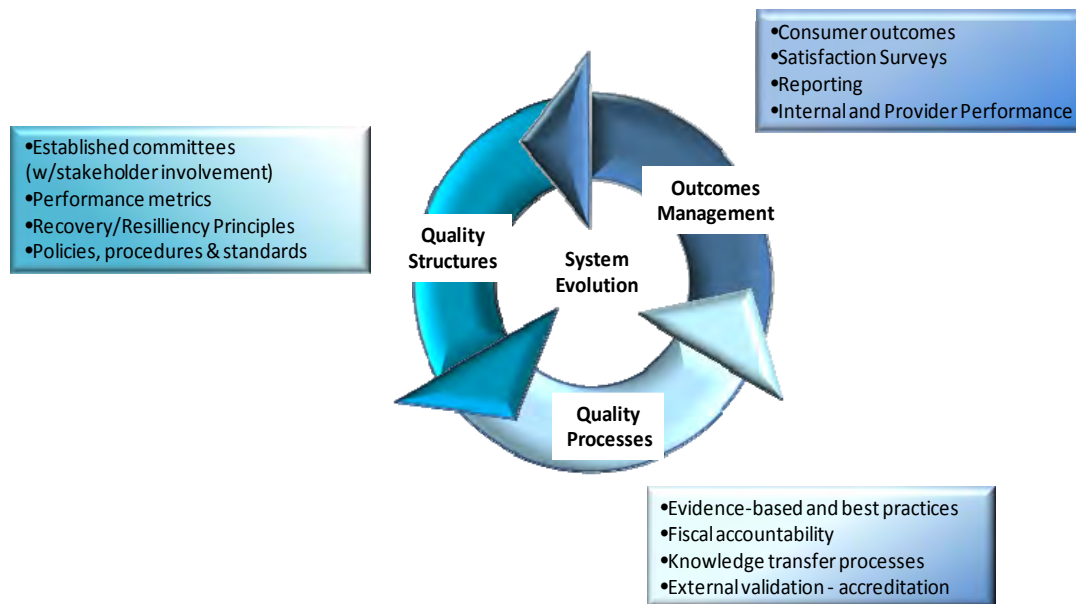 •Consumer outcomes
•Satisfaction Surveys
•Reporting
•Internal and Provider Performance
•Established committees
(w/stakeholder involvement)
•Performance metrics
•Recovery/Resilliency Principles
•Policies, procedures & standards
Outcomes
Management
Quality
Structures
System
Evolution
Quality
Processes
•Evidence-based and best practices
•Fiscal accountability
•Knowledge transfer processes
•External validation - accreditation